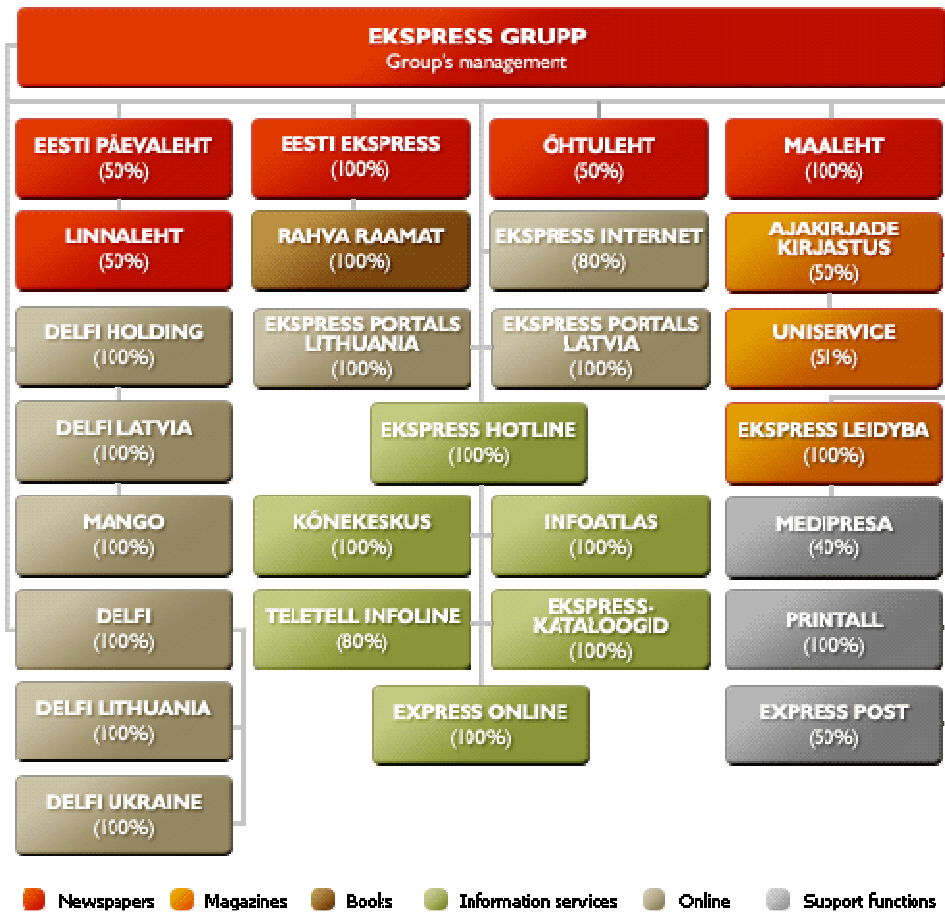 EKSPRESS GRUPP
Group's management
EESTI PÄEVALEHT
(50%)
EESTI EKSPRESS
(100%)
ÕHTULEHT
(50%)
MAALEHT
(100%)
LINNALEHT
(50%)
RAHVA RAAMAT
(100%)
EKSPRESS INTERNET
(80%)
AJAKIRJADE
KIRJASTUS
(50%)
DELFI HOLDING
(100%)
EKSPRESS PORTALS
LITHUANIA
(100%)
EKSPRESS PORTALS
LATVIA
(100%)
UNISERVICE
(51%)
DELFI LATVIA
(100%)
EKSPRESS HOTLINE
(100%)
EKSPRESS LEIDYBA
(100%)
MANGO
(100%)
KÕNEKESKUS
(100%)
INFOATLAS
(100%)
MEDIPRESA
(40%)
DELFI
(100%)
TELETELL INFOLINE
(80%)
EKSPRESS-
KATALOOGID
(100%)
PRINTALL
(100%)
DELFI LITHUANIA
(100%)
EXPRESS ONLINE
(100%)
EXPRESS POST
(50%)
DELFI UKRAINE
(100%)
Newspapers Magazines Books Information services Online Support functions